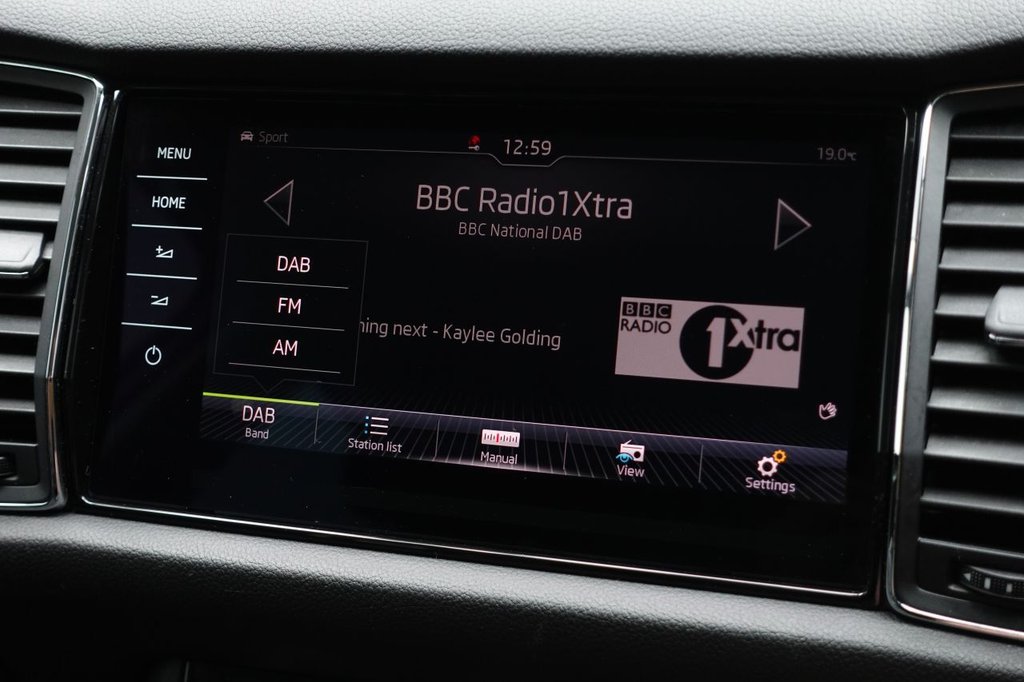 MENU
HOME
Sport
12:59
19.0°C
BBC Radio1Xtra
BBC National DAB
DAB
FM
AM
ing next - Kaylee Golding
BBC
RADIO
1Xtra
DAB
Band
Station list
Manual
View
Settings